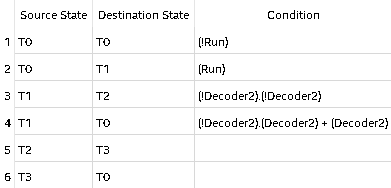 Source State Destination State Condition
1 T0 T0 (!Run)
2 T0 T1 (Run)
3 T1 T2 (!Decoder2).(!Decoder2)
4 T1 T0 (!Decoder2).(Decoder2) + (Decoder2)
5 T2 T3
6 T3 T0